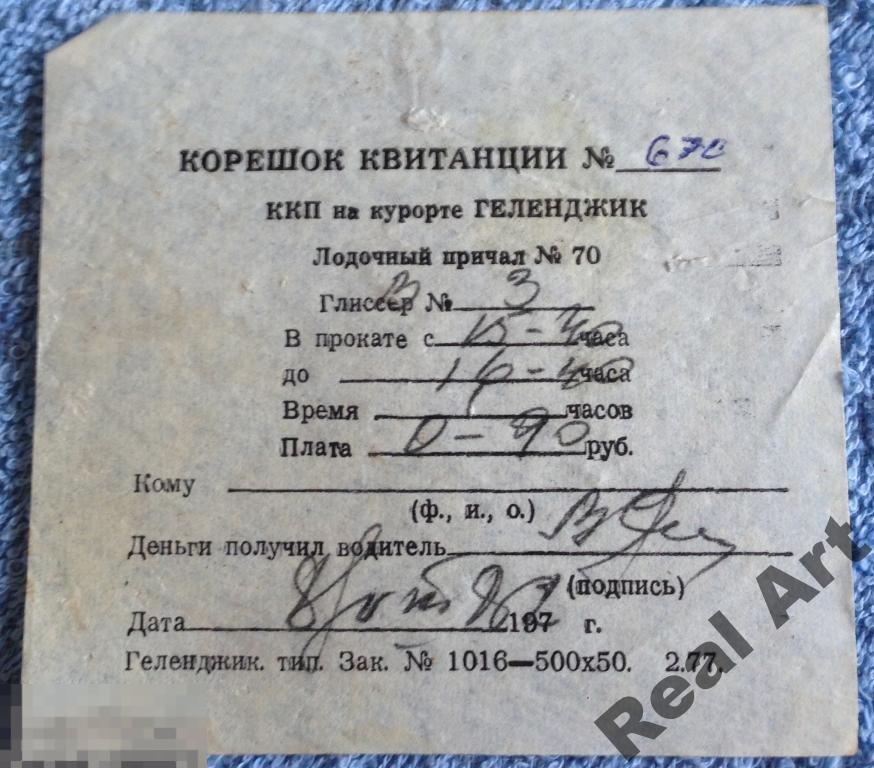 КОРЕШОК КВИТАНЦИИ № 670
ККП на курорте ГЕЛЕНДЖИК
Лодочный причал № 70
Глиссер № 3
В прокате с 15-40 часа
до 16-40 часа
Время 1 часов
Плата 0-90 руб.
Кому
(ф., и., о.)
Деньги получил водитель
(подпись)
Дата 197 г.
Геленджик. тип. Зак. № 1016—500х50. 2.77.
Real Art